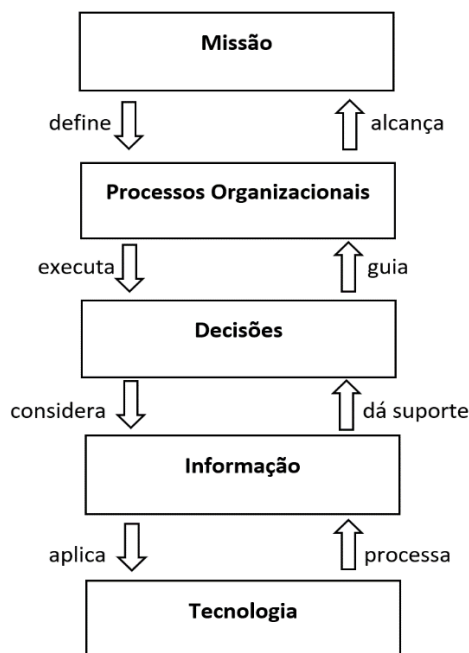 Missão
define
alcança
Processos Organizacionais
executa
guia
Decisões
considera
dá suporte
Informação
aplica
processa
Tecnologia